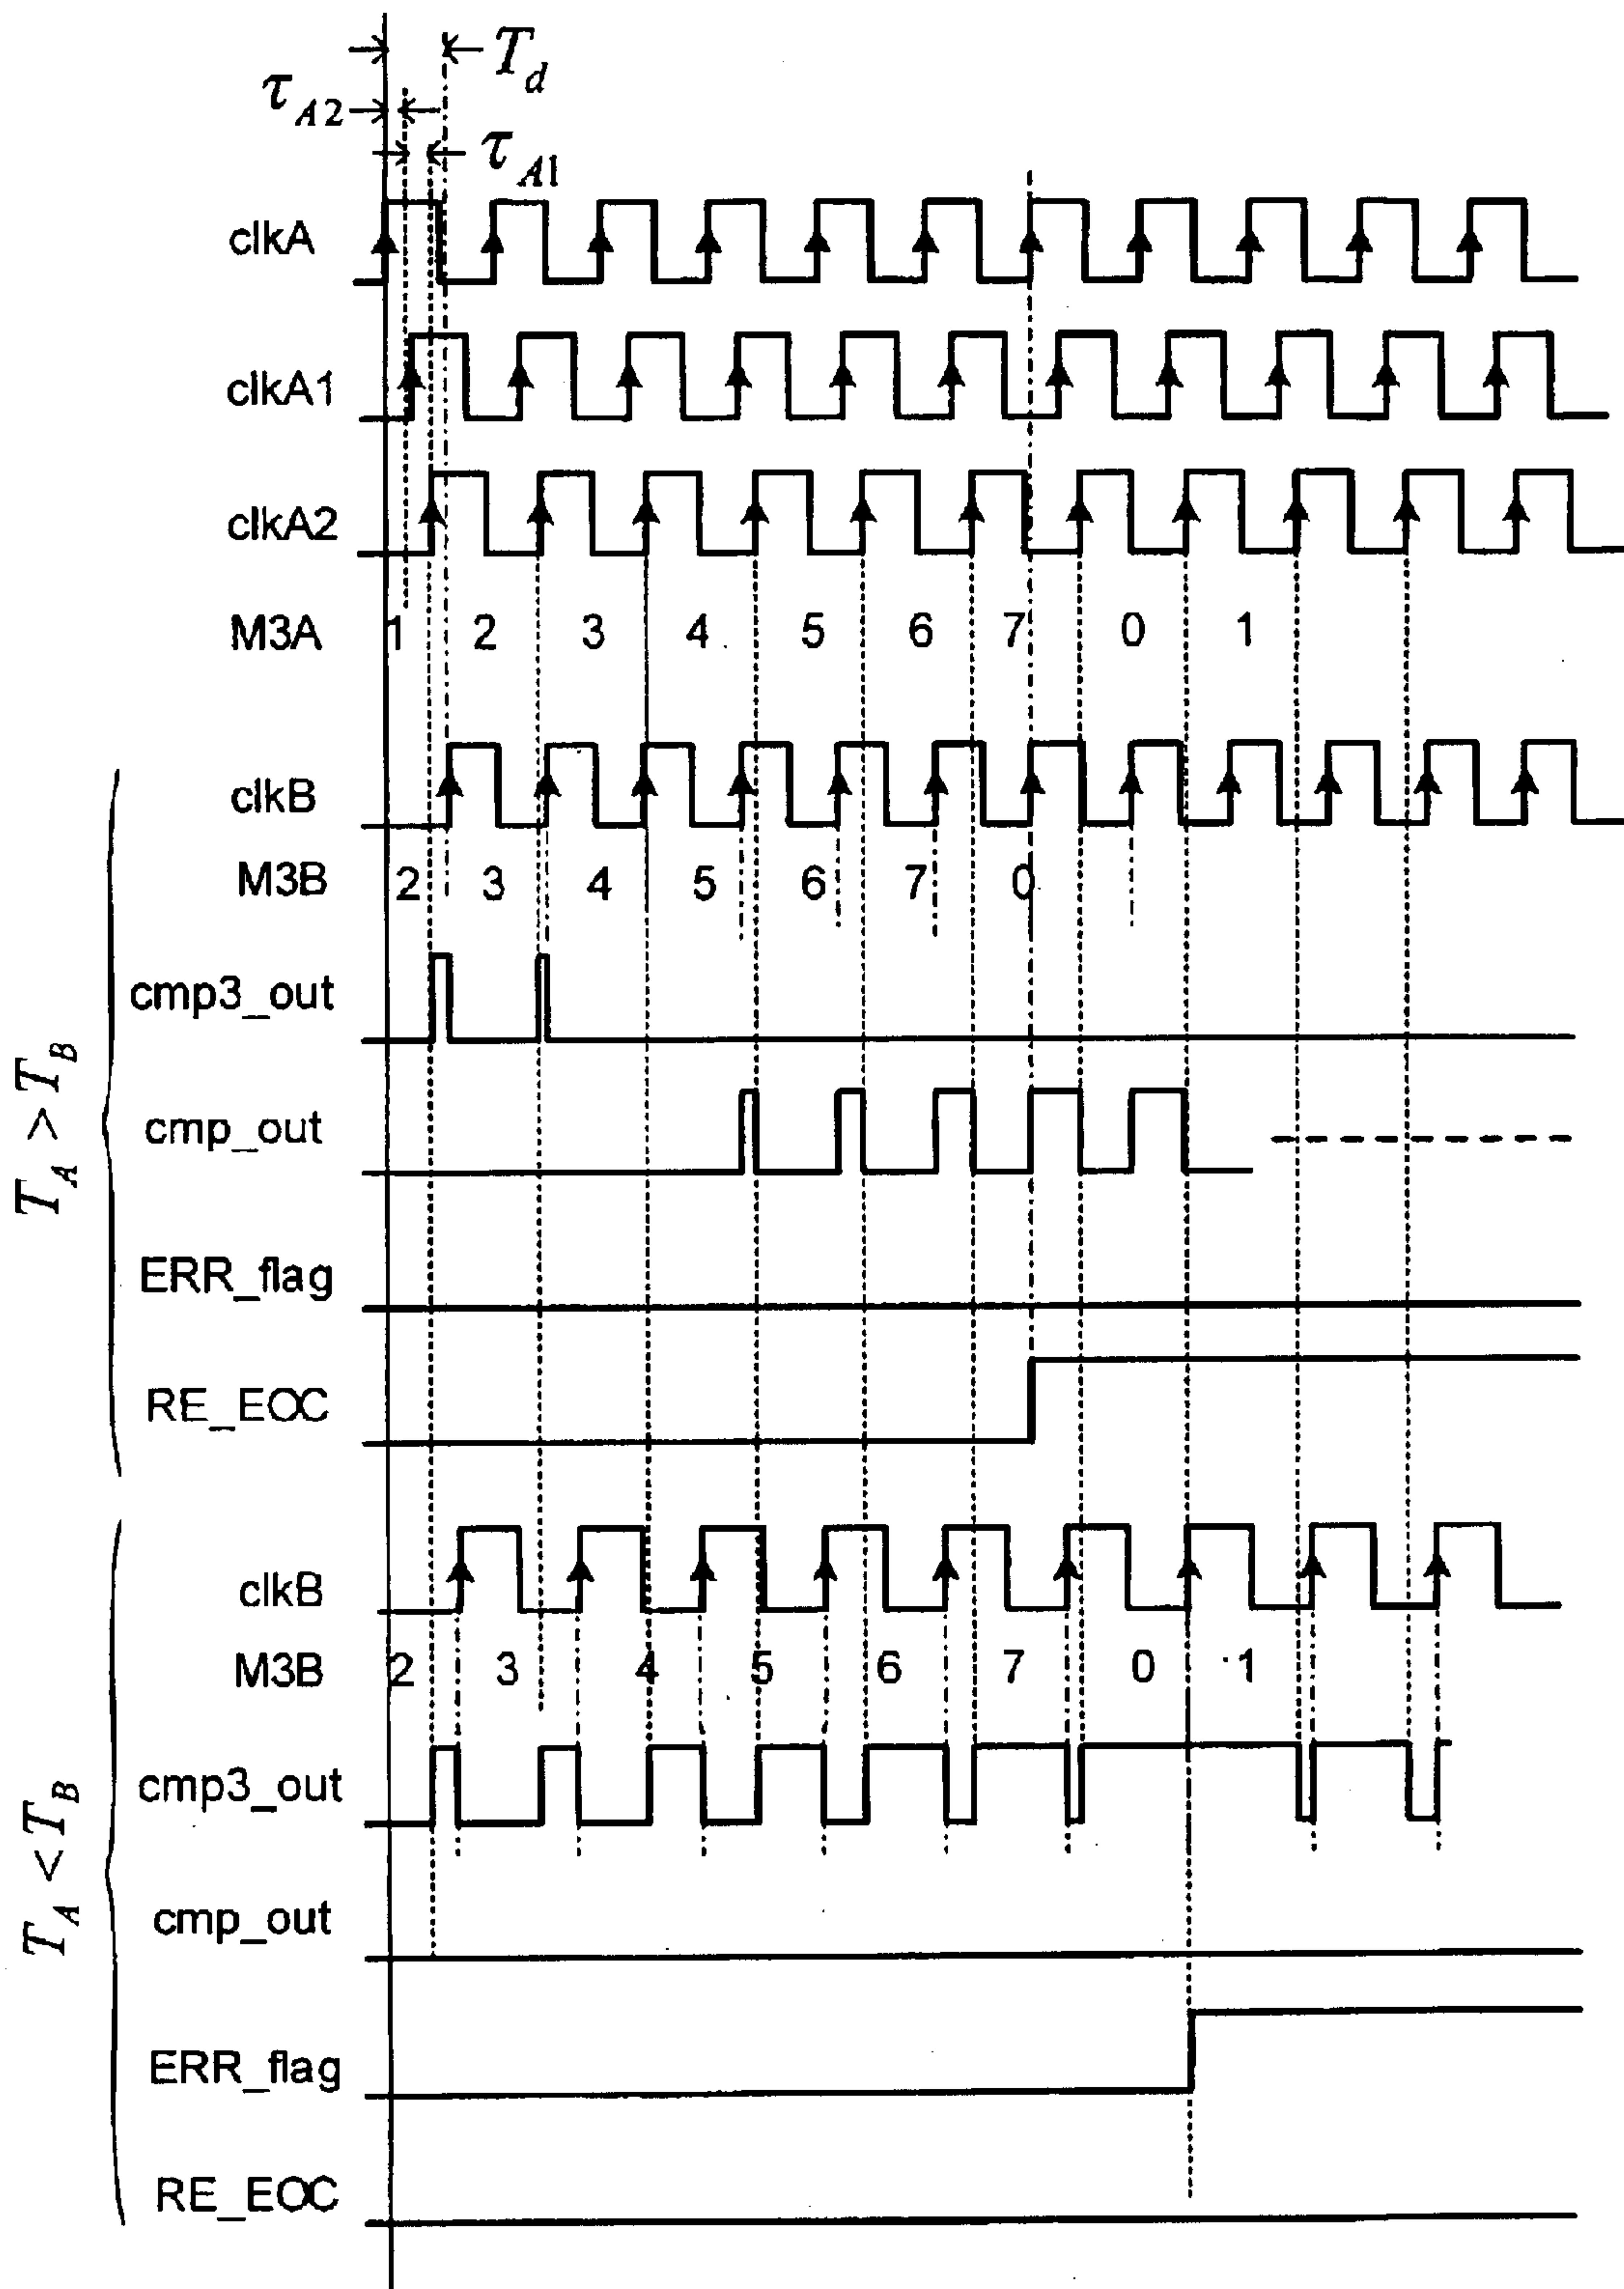 T_d
τ_A2
τ_A1
clkA
clkA1
clkA2
M3A 1 2 3 4 5 6 7 0 1
T_A > T_B
clkB
M3B 2 3 4 5 6 7 0
cmp3_out
cmp_out
ERR_flag
RE_EOC
T_A < T_B
clkB
M3B 2 3 4 5 6 7 0 1
cmp3_out
cmp_out
ERR_flag
RE_EOC